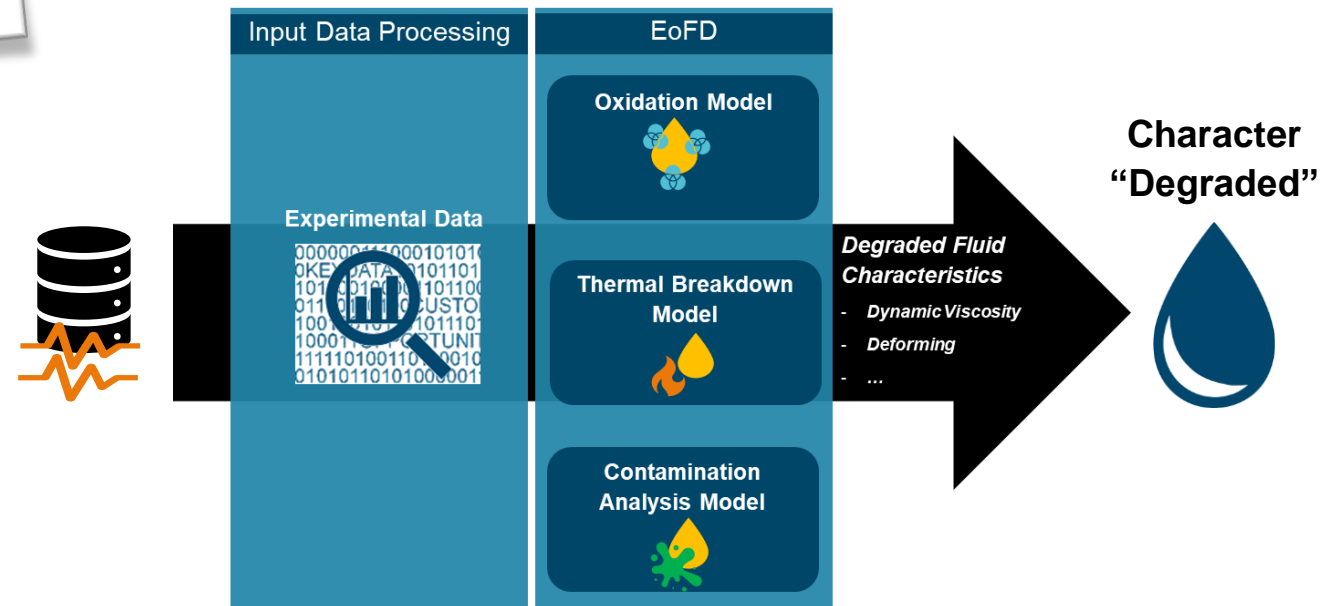 Input Data Processing
EoFD
Experimental Data
Oxidation Model
Thermal Breakdown
Model
Contamination
Analysis Model
Degraded Fluid
Characteristics
- Dynamic Viscosity
- Deforming
- ...
Character
“Degraded”